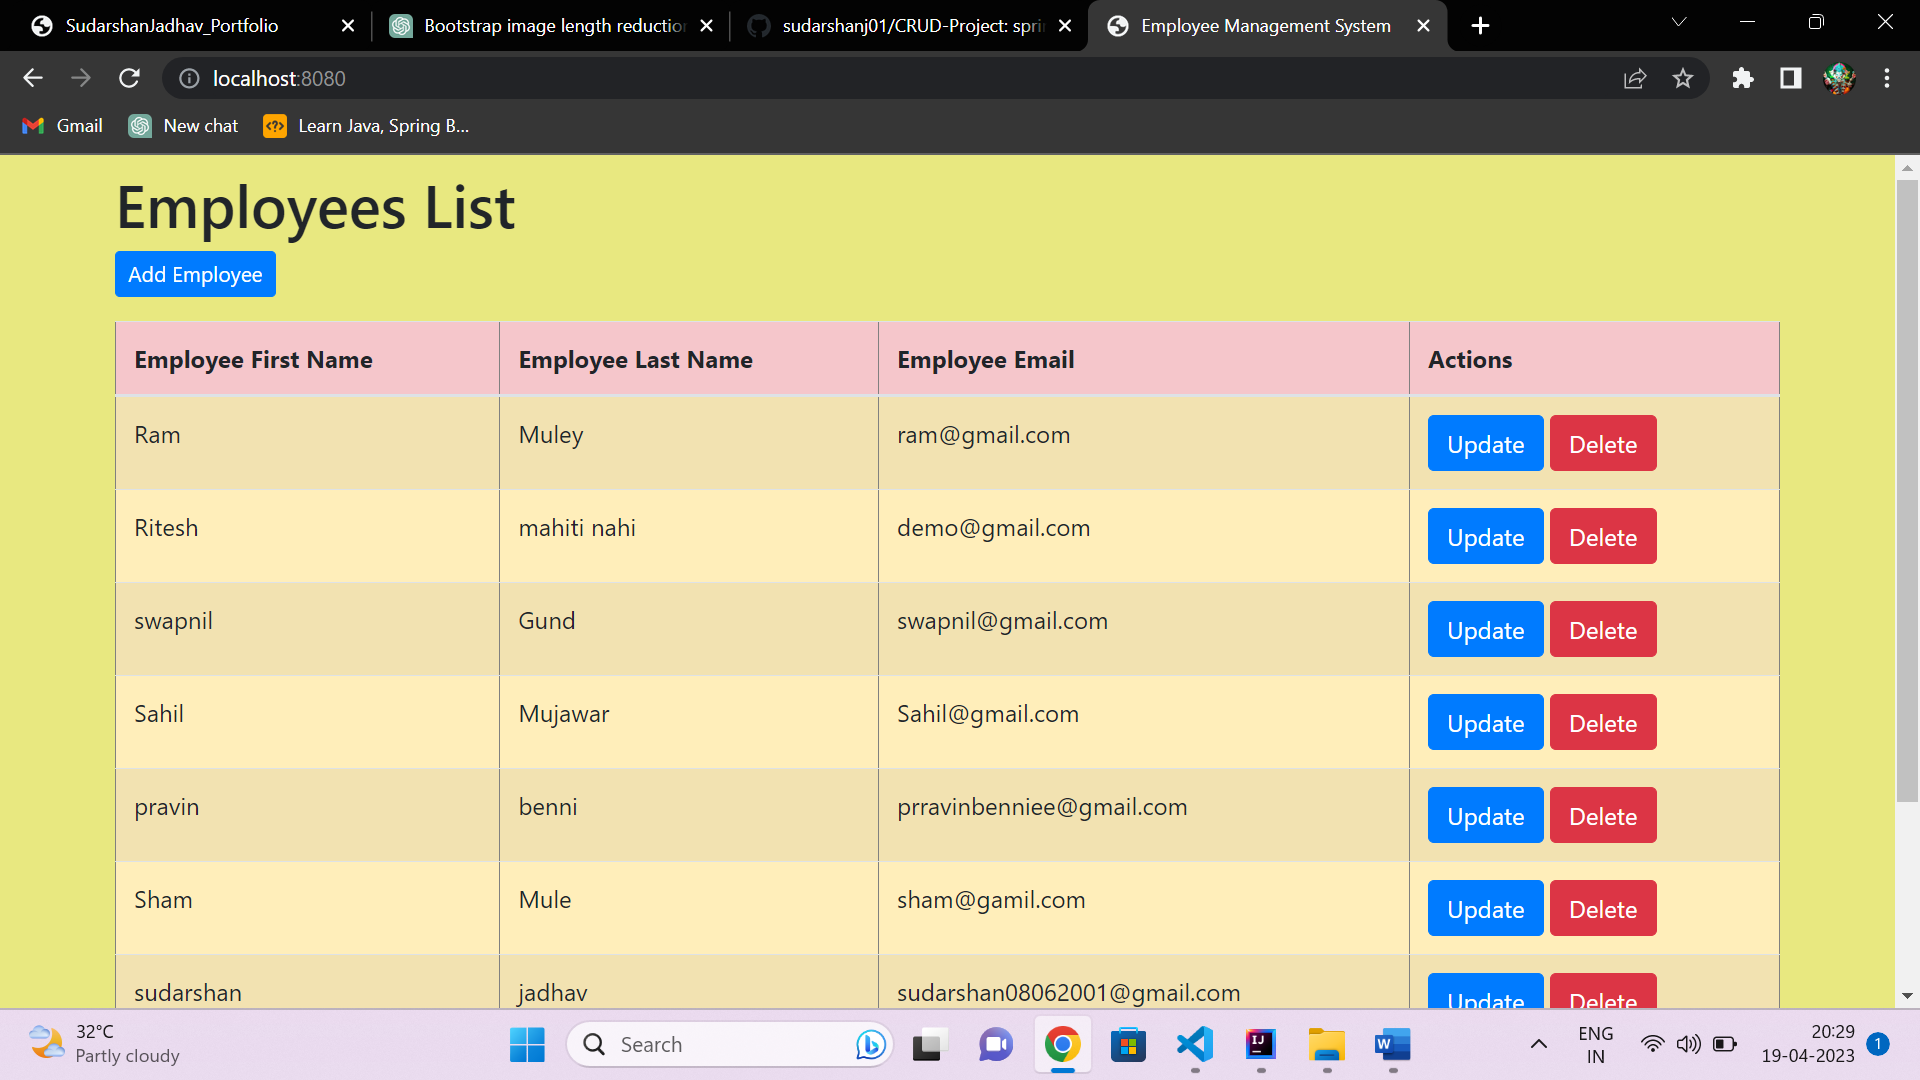 SudarshanJadhav_Portfolio Bootstrap image length reductio sudarshanj01/CRUD-Project: spri Employee Management System
localhost:8080
Gmail New chat Learn Java, Spring B...
Employees List
Add Employee
Employee First Name Employee Last Name Employee Email Actions
Ram Muley ram@gmail.com Update Delete
Ritesh mahiti nahi demo@gmail.com Update Delete
swapnil Gund swapnil@gmail.com Update Delete
Sahil Mujawar Sahil@gmail.com Update Delete
pravin benni prravinbenniee@gmail.com Update Delete
Sham Mule sham@gamil.com Update Delete
sudarshan jadhav sudarshan08062001@gmail.com Update Delete
32°C
Partly cloudy
Search
ENG
IN
20:29
19-04-2023
1